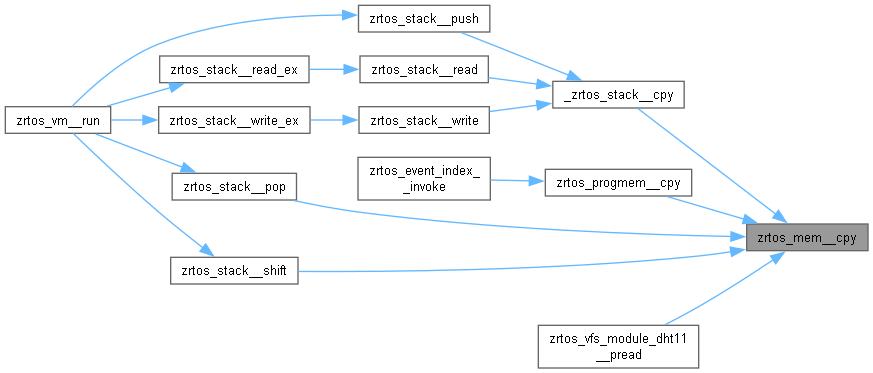 zrtos_stack__push
zrtos_stack__read_ex
zrtos_stack__read
_zrtos_stack__cpy
zrtos_vm__run
zrtos_stack__write_ex
zrtos_stack__write
zrtos_event_index_
_invoke
zrtos_stack__pop
zrtos_progmem__cpy
zrtos_mem__cpy
zrtos_stack__shift
zrtos_vfs_module_dht11
__pread